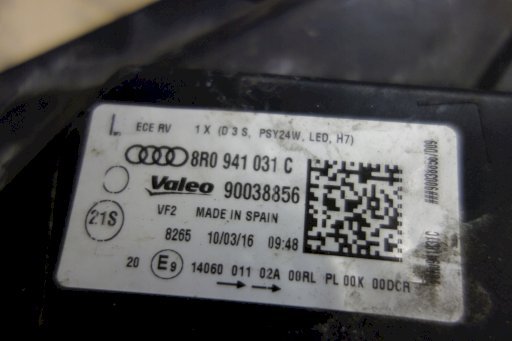 L ECE RV 1 X (D3S, PSY24W, LED, H7)
8R0 941 031 C
Valeo 90038856
21S VF2 MADE IN SPAIN
8265 10/03/16 09:48
20 E9 14060 011 02A 00RL PL 00K 00DCR